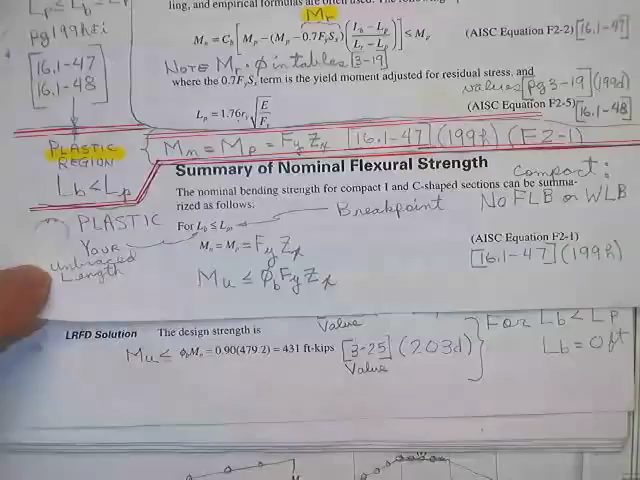 ling, and empirical formulas are often used. The following
Mr
Lp ≤ Lb =
pg199hti
[16.1-47
16.1-48]
Mn = Cb [Mp − (Mp − 0.7FySx) (Lb − Lp / Lr − Lp)] ≤ Mp
(AISC Equation F2-2) [16.1-47]
NOTE Mr · Φ in tables [3-19]
where the 0.7FySx term is the yield moment adjusted for residual stress, and
values [pg 3-19] (199d)
Lp = 1.76ry √E/Fy
(AISC Equation F2-5) [16.1-48]
PLASTIC
REGION
Lb < Lp
Mn = Mp = Fy Zx [16.1-47] (199h) (F2-1)
Summary of Nominal Flexural Strength
Compact:
No FLB or WLB
The nominal bending strength for compact I and C-shaped sections can be summa-
rized as follows:
PLASTIC
For Lb ≤ Lp,
Breakpoint
Your
unbraced
Length
Mn = Mp = Fy Zx
(AISC Equation F2-1)
[16.1-47] (199h)
Mu ≤ ϕb Fy Zx
Value
LRFD Solution The design strength is
Mu ≤ ϕbMn = 0.90(479.2) = 431 ft-kips [3-25] (203d)
Value
For Lb < Lp
Lb = 0 ft